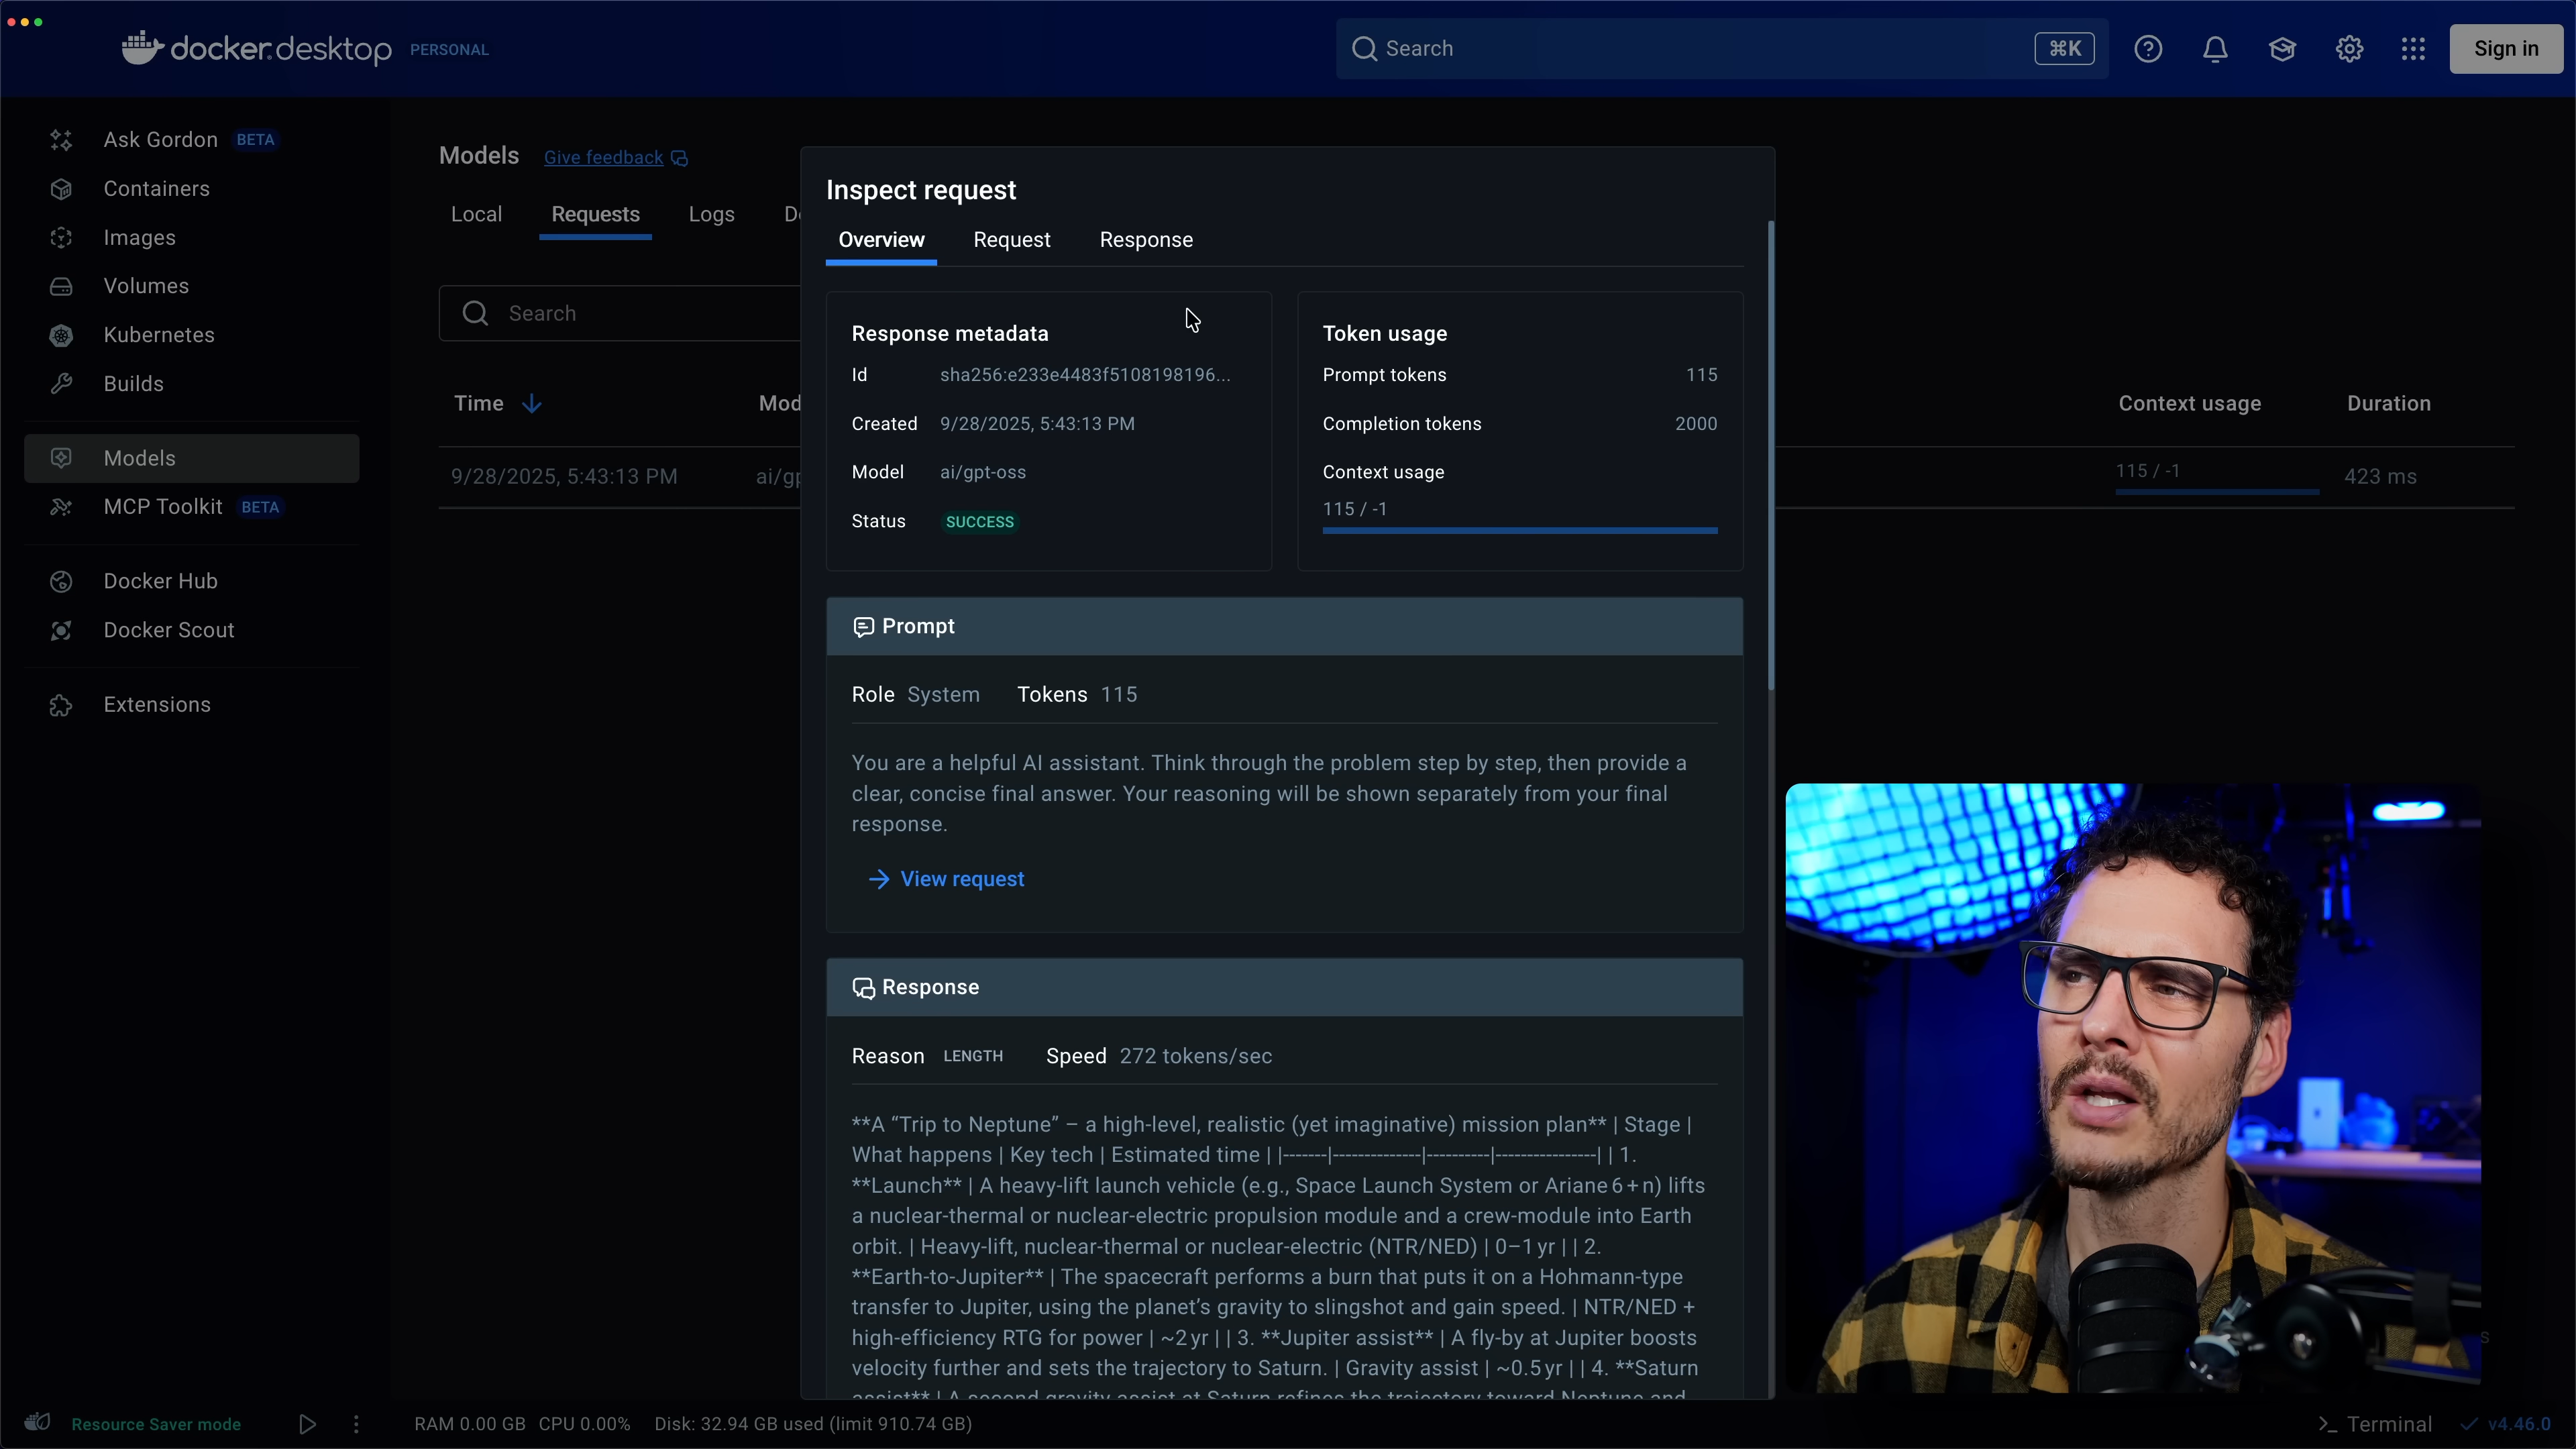 docker.desktop PERSONAL
Search
⌘K
Sign in
Ask Gordon BETA
Containers
Images
Volumes
Kubernetes
Builds
Models
MCP Toolkit BETA
Docker Hub
Docker Scout
Extensions
Models Give feedback
Local Requests Logs
Search
Time
9/28/2025, 5:43:13 PM
Context usage Duration
115 / -1 423 ms
Inspect request
Overview Request Response
Response metadata
Id sha256:e233e4483f5108198196...
Created 9/28/2025, 5:43:13 PM
Model ai/gpt-oss
Status SUCCESS
Token usage
Prompt tokens 115
Completion tokens 2000
Context usage
115 / -1
Prompt
Role System Tokens 115
You are a helpful AI assistant. Think through the problem step by step, then provide a
clear, concise final answer. Your reasoning will be shown separately from your final
response.
View request
Response
Reason LENGTH Speed 272 tokens/sec
**A “Trip to Neptune” – a high-level, realistic (yet imaginative) mission plan** | Stage |
What happens | Key tech | Estimated time | |-------|--------------|----------|----------------| | 1.
**Launch** | A heavy-lift launch vehicle (e.g., Space Launch System or Ariane 6 + n) lifts
a nuclear-thermal or nuclear-electric propulsion module and a crew-module into Earth
orbit. | Heavy-lift, nuclear-thermal or nuclear-electric (NTR/NED) | 0–1 yr | | 2.
**Earth-to-Jupiter** | The spacecraft performs a burn that puts it on a Hohmann-type
transfer to Jupiter, using the planet’s gravity to slingshot and gain speed. | NTR/NED +
high-efficiency RTG for power | ~2 yr | | 3. **Jupiter assist** | A fly-by at Jupiter boosts
velocity further and sets the trajectory to Saturn. | Gravity assist | ~0.5 yr | | 4. **Saturn
assist** | A second gravity assist at Saturn refines the trajectory toward Neptune and
Resource Saver mode
RAM 0.00 GB CPU 0.00% Disk: 32.94 GB used (limit 910.74 GB)
>_ Terminal v4.46.0